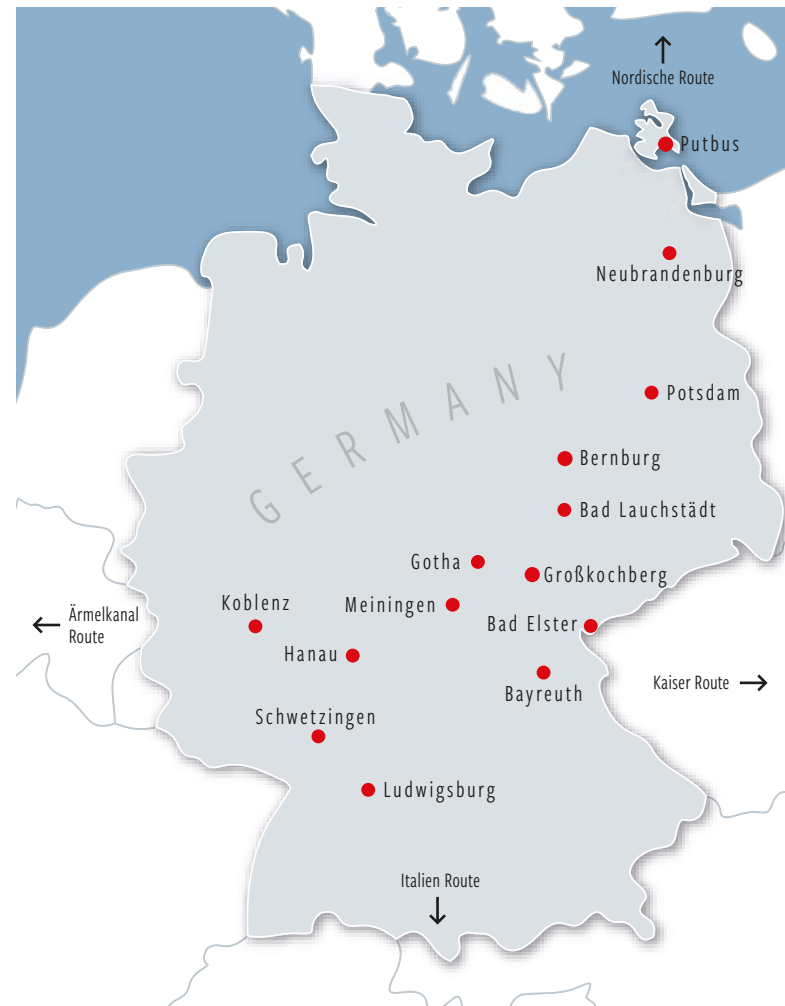 Nordische Route
Putbus
Neubrandenburg
Potsdam
GERMANY
Bernburg
Bad Lauchstädt
Gotha
Großkochberg
Koblenz
Meiningen
Ärmelkanal
Route
Bad Elster
Hanau
Kaiser Route
Bayreuth
Schwetzingen
Ludwigsburg
Italien Route